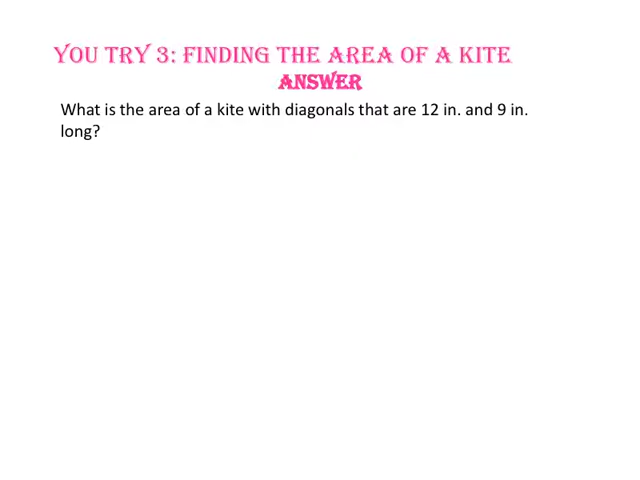 YOU TRY 3: FINDING THE AREA OF A KITE
ANSWER
What is the area of a kite with diagonals that are 12 in. and 9 in.
long?